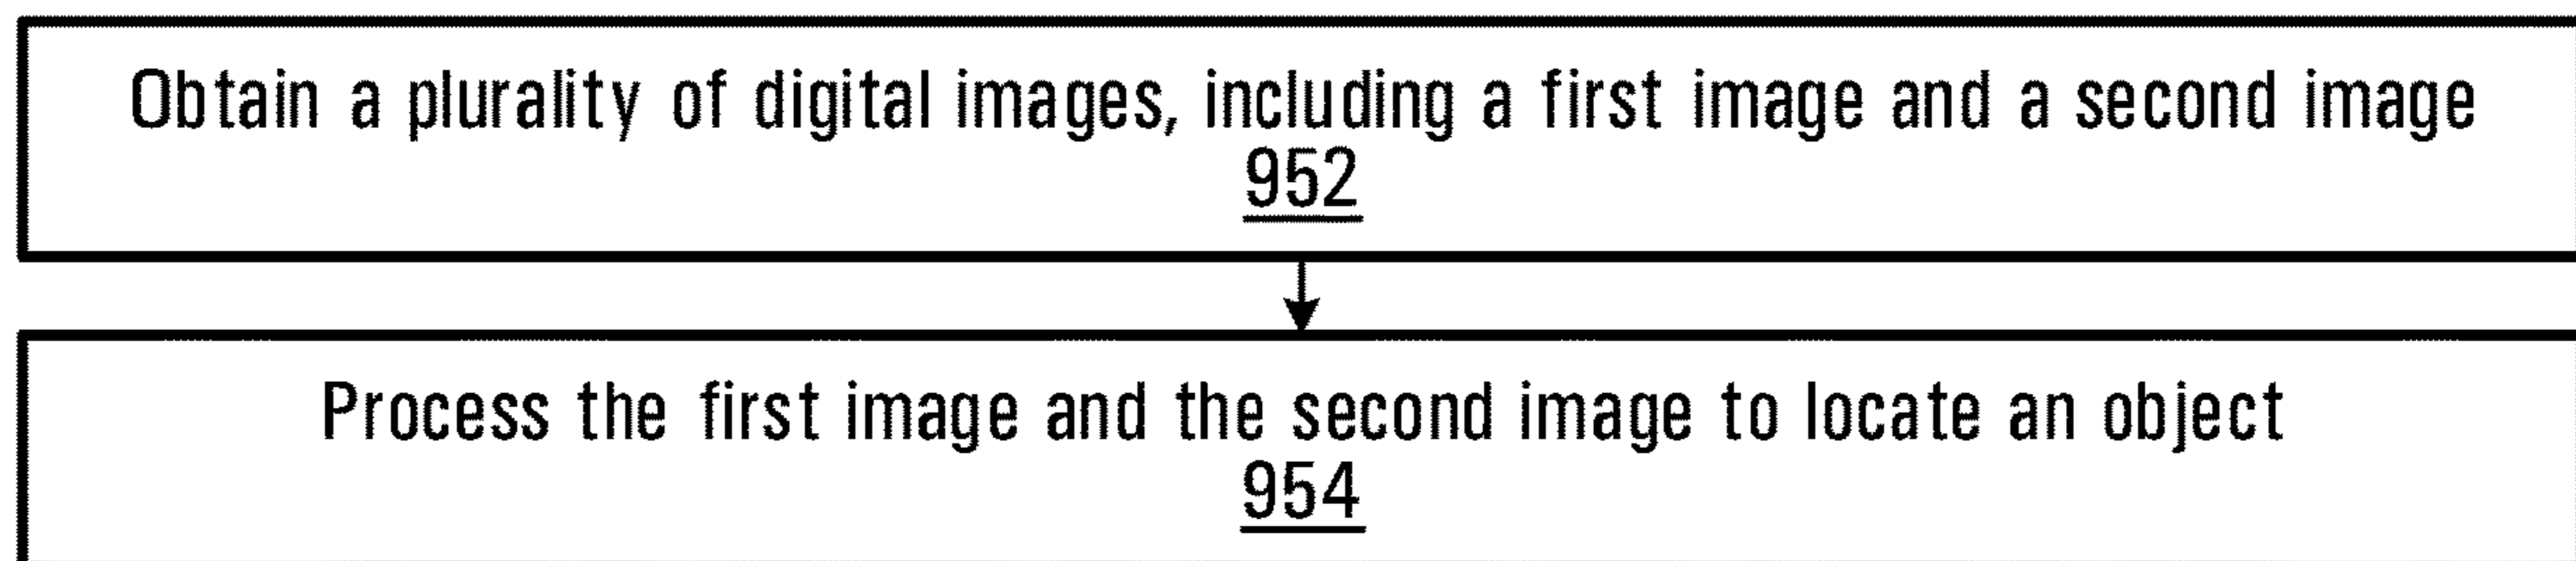 Obtain a plurality of digital images, including a first image and a second image
952
Process the first image and the second image to locate an object
954